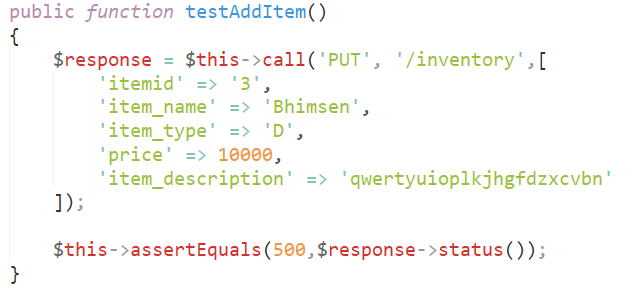 public function testAddItem()
{
    $response = $this->call('PUT', '/inventory',[
        'itemid' => '3',
        'item_name' => 'Bhimsen',
        'item_type' => 'D',
        'price' => 10000,
        'item_description' => 'qwertyuioplkjhgfdzxcvbn'
    ]);

    $this->assertEquals(500,$response->status());
}